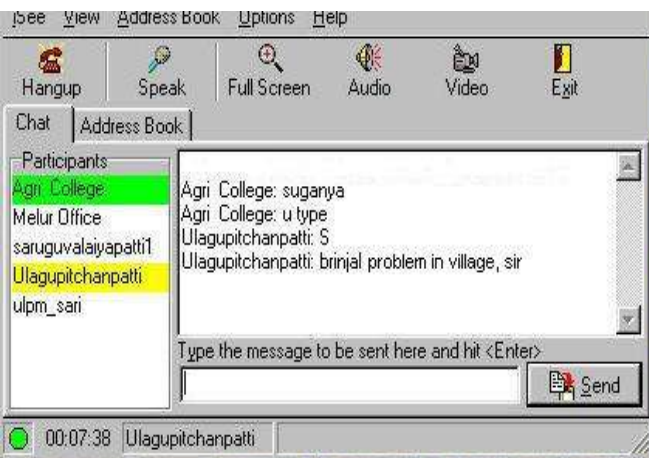 iSee View Address Book Options Help
Hangup Speak Full Screen Audio Video Exit
Chat Address Book
Participants
Agri College
Melur Office
saruguvalaiyapatti1
Ulagupitchanpatti
ulpm_sari
Agri College: suganya
Agri College: u type
Ulagupitchanpatti: S
Ulagupitchanpatti: brinjal problem in village, sir
Type the message to be sent here and hit <Enter>
Send
00:07:38 Ulagupitchanpatti